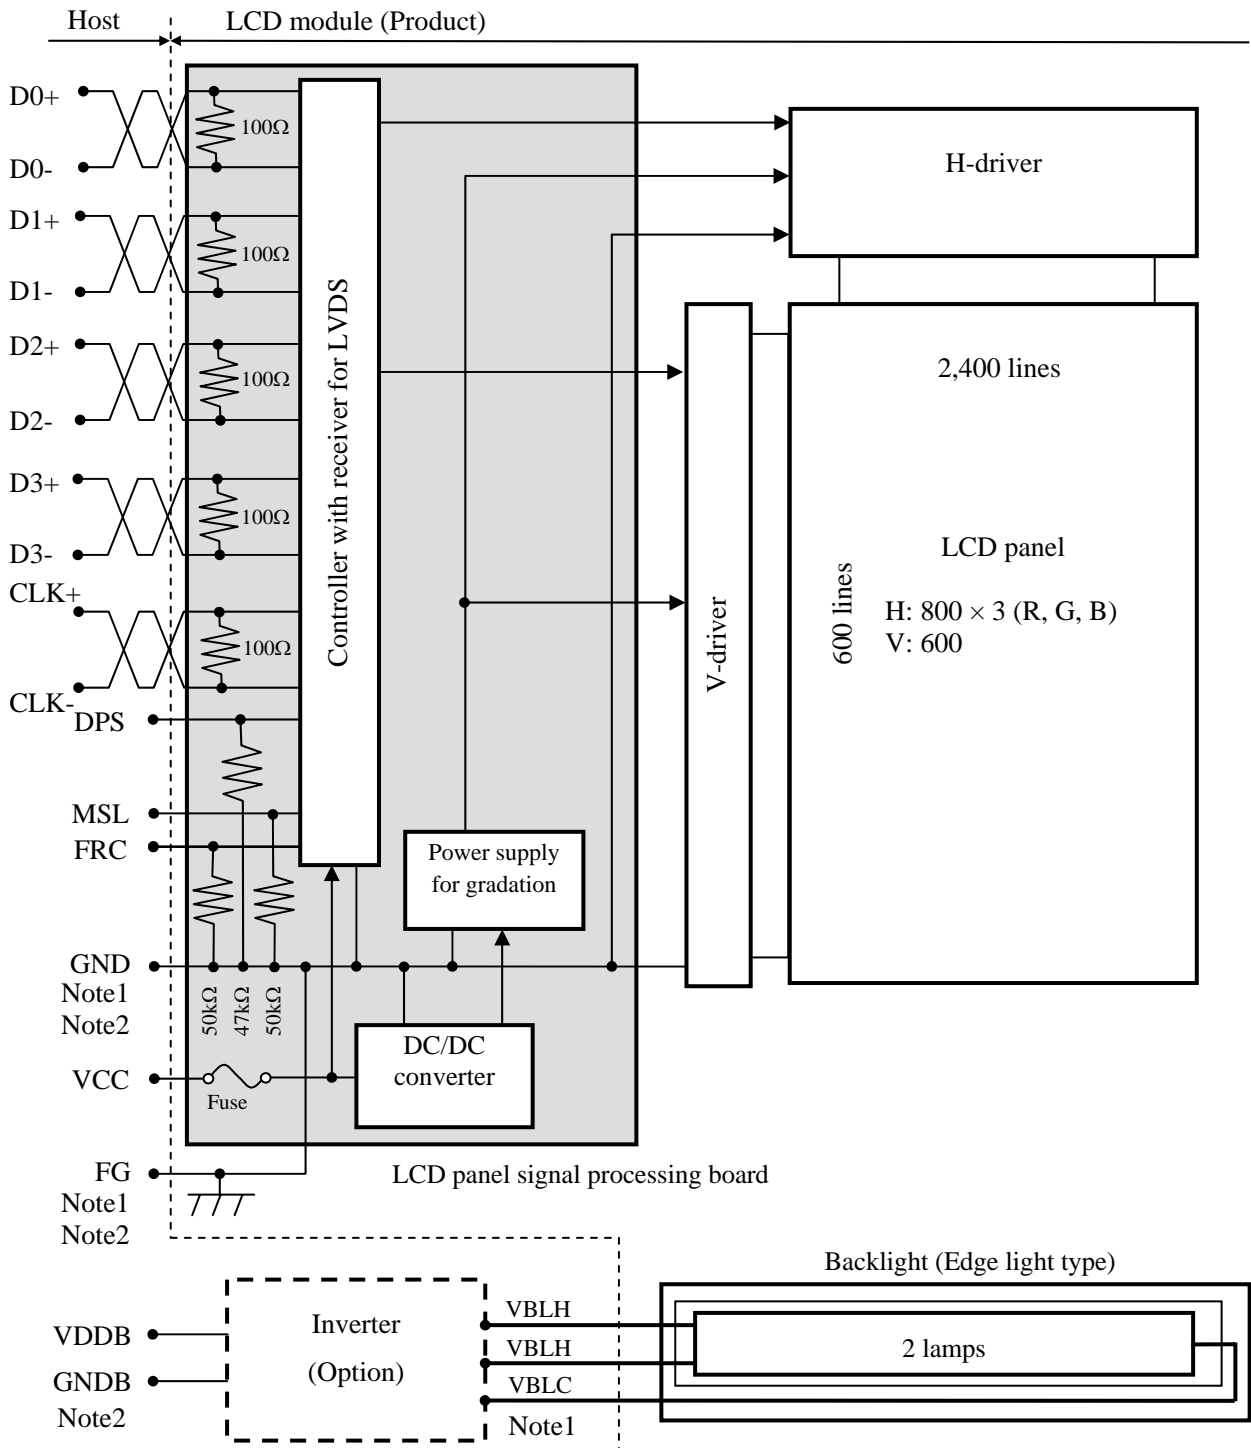 Host
LCD module (Product)
D0+
100Ω
D0-
D1+
100Ω
D1-
D2+
100Ω
D2-
D3+
100Ω
D3-
CLK+
100Ω
CLK-
DPS
MSL
FRC
GND
Note1
Note2
50kΩ
47kΩ
50kΩ
VCC
Fuse
FG
Note1
Note2
Controller with receiver for LVDS
Power supply
for gradation
DC/DC
converter
LCD panel signal processing board
H-driver
V-driver
2,400 lines
600 lines
LCD panel
H: 800 × 3 (R, G, B)
V: 600
Backlight (Edge light type)
VDDB
GNDB
Note2
Inverter
(Option)
VBLH
VBLH
VBLC
Note1
2 lamps